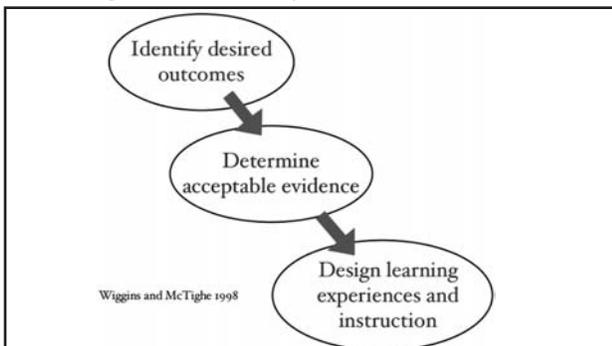 Identify desired
outcomes
Determine
acceptable evidence
Design learning
experiences and
instruction
Wiggins and McTighe 1998